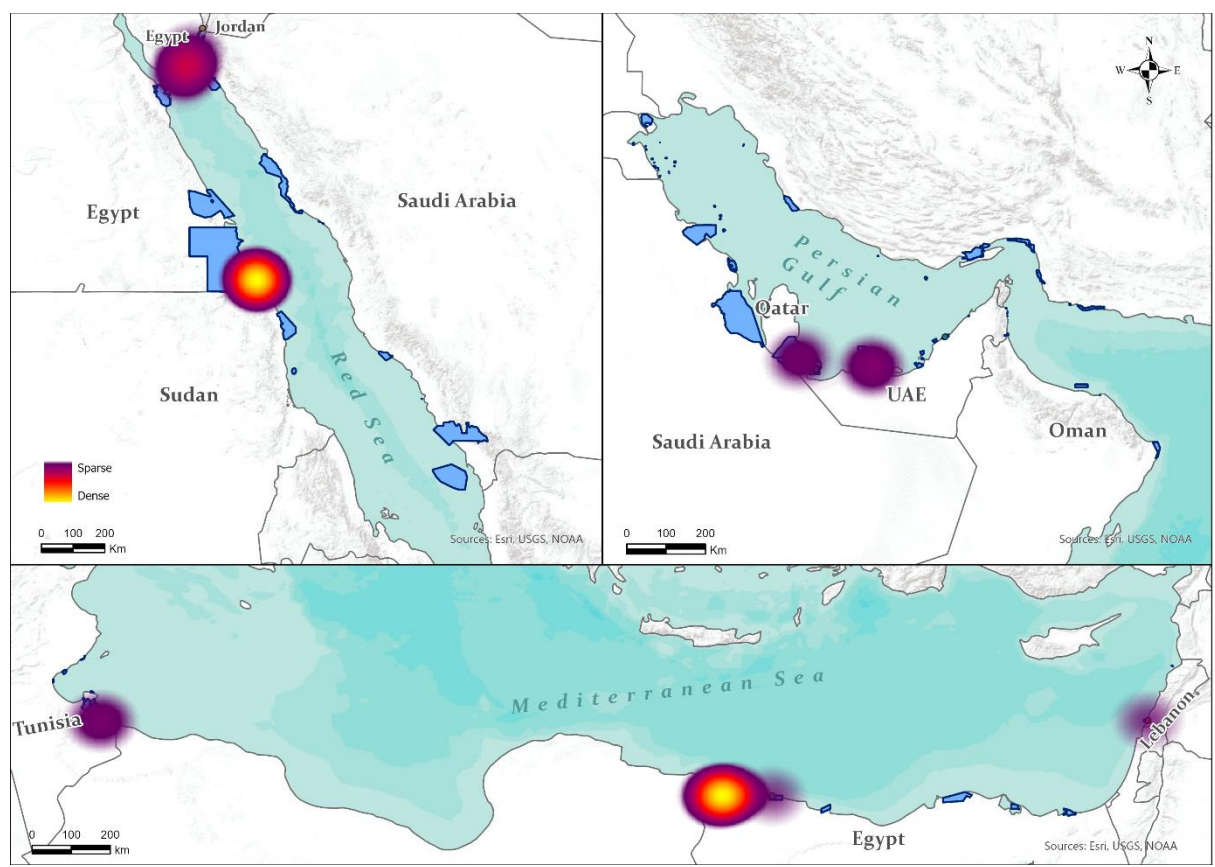 Egypt
Jordan
Egypt
Saudi Arabia
Red Sea
Sudan
Sparse
Dense
0 100 200
Km
Sources: Esri, USGS, NOAA
N
W E
S
Persian
Gulf
Qatar
UAE
Saudi Arabia
Oman
0 100 200
Km
Sources: Esri, USGS, NOAA
Mediterranean Sea
Tunisia
Lebanon
Egypt
0 100 200
km
Sources: Esri, USGS, NOAA